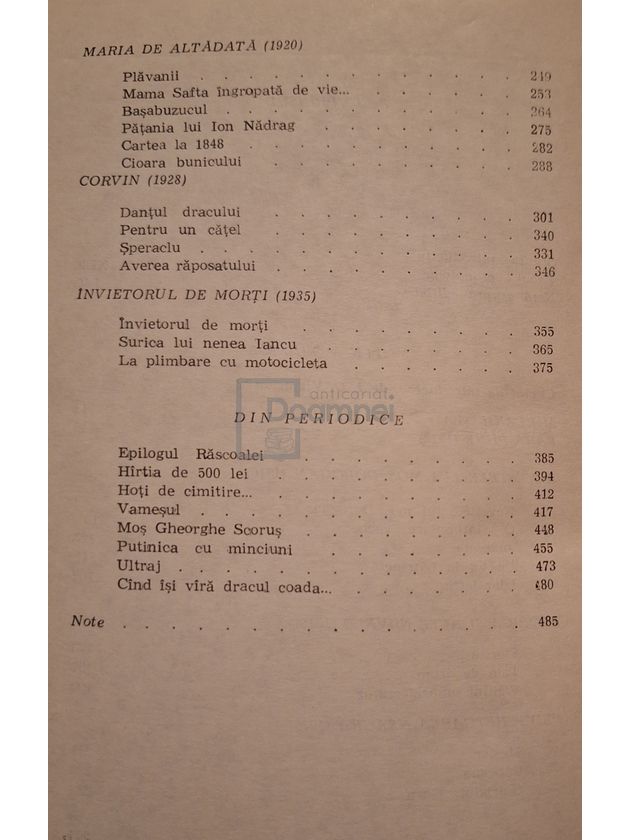 MARIA DE ALTĂDATĂ (1920)
Plăvanii . . . . . . . . . . . . 249
Mama Safta îngropată de vie... . . . . . . 253
Başabuzucul . . . . . . . . . . . 264
Păţania lui Ion Nădrag . . . . . . . . 275
Cartea la 1848 . . . . . . . . . . 282
Cioara bunicului . . . . . . . . . 288
CORVIN (1928)
Danţul dracului . . . . . . . . . 301
Pentru un căţel . . . . . . . . . 340
Şperaclu . . . . . . . . . . . . 331
Averea răposatului . . . . . . . . . 346
ÎNVIETORUL DE MORŢI (1935)
Învietorul de morţi . . . . . . . . 355
Surica lui nenea Iancu . . . . . . . . 365
La plimbare cu motocicleta . . . . . . . 375
anticariat
Doamnei
DIN PERIODICE
Epilogul Răscoalei . . . . . . . . 385
Hîrtia de 500 lei . . . . . . . . . 394
Hoţi de cimitire... . . . . . . . . . . 412
Vameşul . . . . . . . . . . . . 417
Moş Gheorghe Scoruş . . . . . . . . 448
Putinica cu minciuni . . . . . . . . 455
Ultraj . . . . . . . . . . . . . 473
Cînd îşi vîră dracul coada... . . . . . . . 480
Note . . . . . . . . . . . . . . . 485